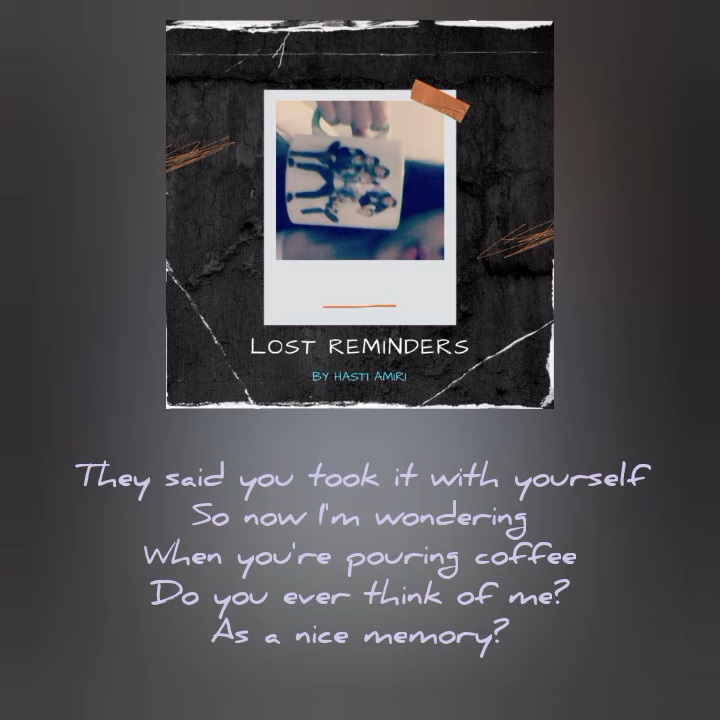 LOST REMINDERS
BY HASTI AMIRI
They said you took it with yourself
So now I'm wondering
When you're pouring coffee
Do you ever think of me?
As a nice memory?